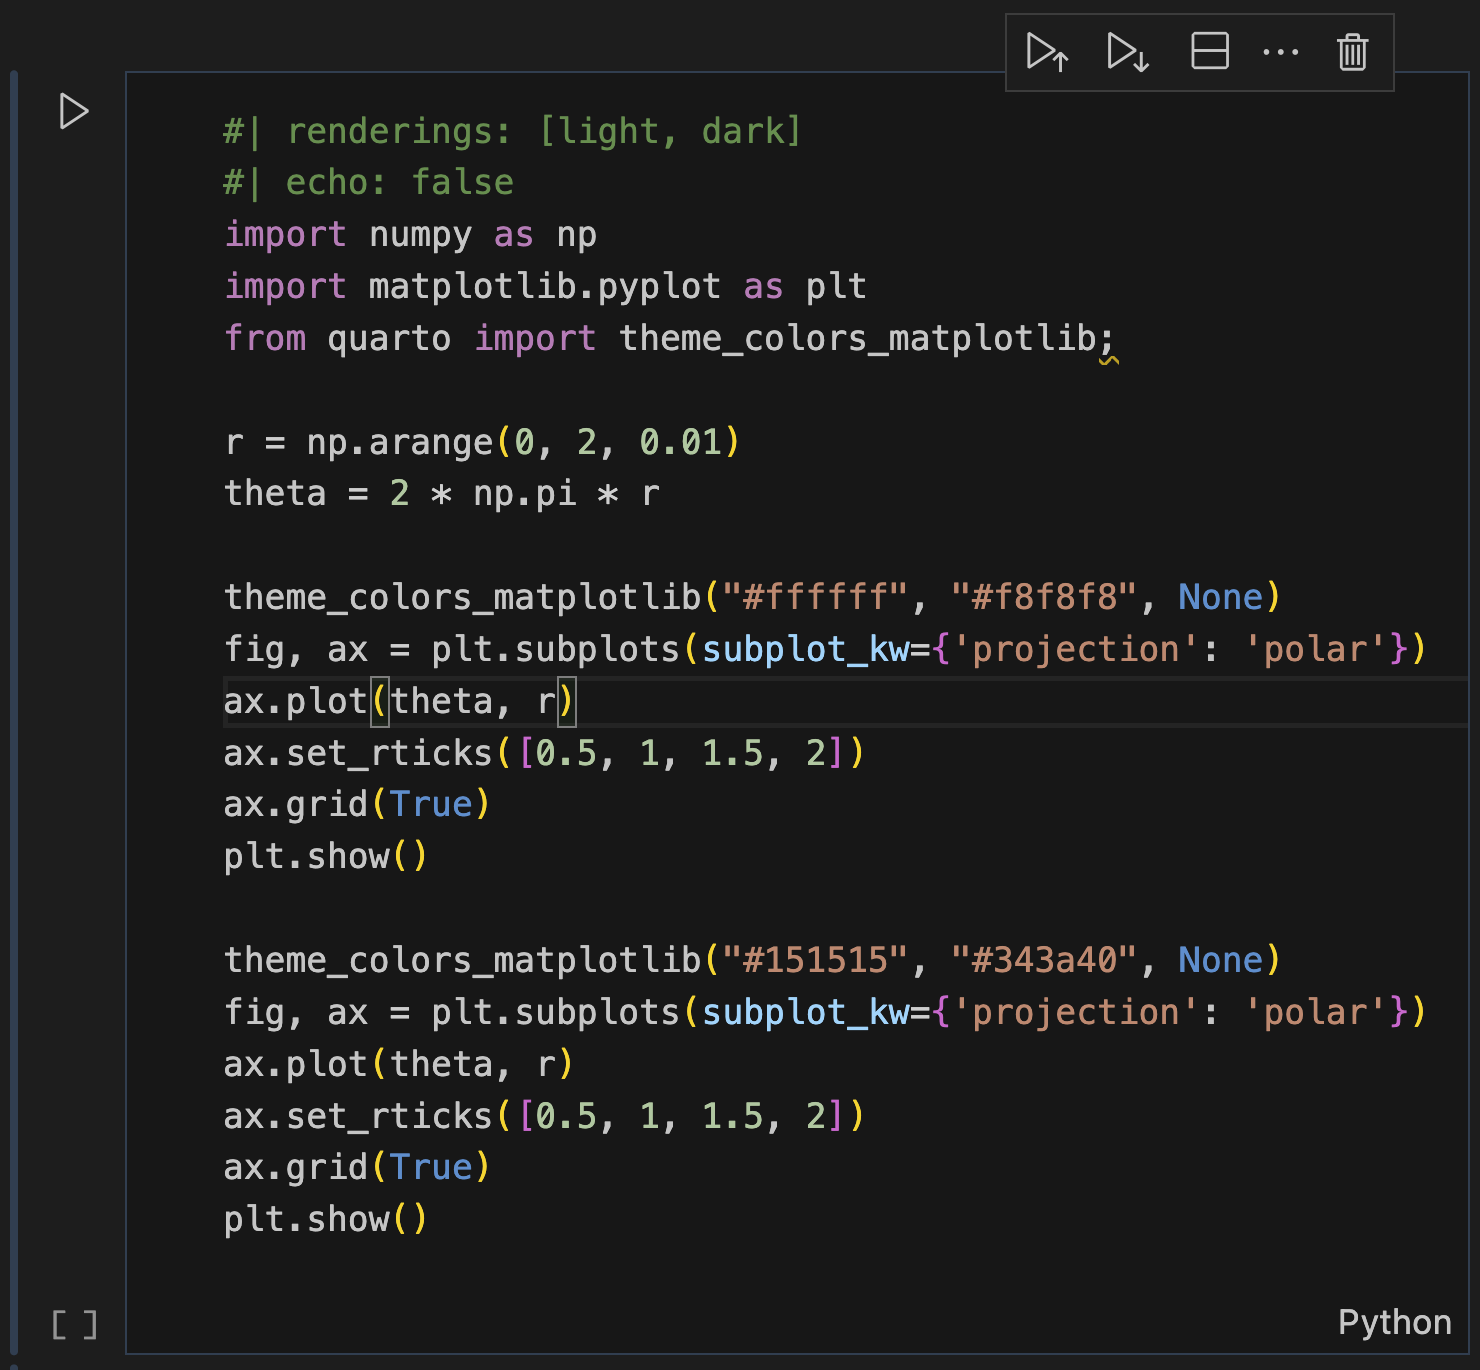 #| renderings: [light, dark]
#| echo: false
import numpy as np
import matplotlib.pyplot as plt
from quarto import theme_colors_matplotlib;

r = np.arange(0, 2, 0.01)
theta = 2 * np.pi * r

theme_colors_matplotlib("#ffffff", "#f8f8f8", None)
fig, ax = plt.subplots(subplot_kw={'projection': 'polar'})
ax.plot(theta, r)
ax.set_rticks([0.5, 1, 1.5, 2])
ax.grid(True)
plt.show()

theme_colors_matplotlib("#151515", "#343a40", None)
fig, ax = plt.subplots(subplot_kw={'projection': 'polar'})
ax.plot(theta, r)
ax.set_rticks([0.5, 1, 1.5, 2])
ax.grid(True)
plt.show()

[ ]
Python